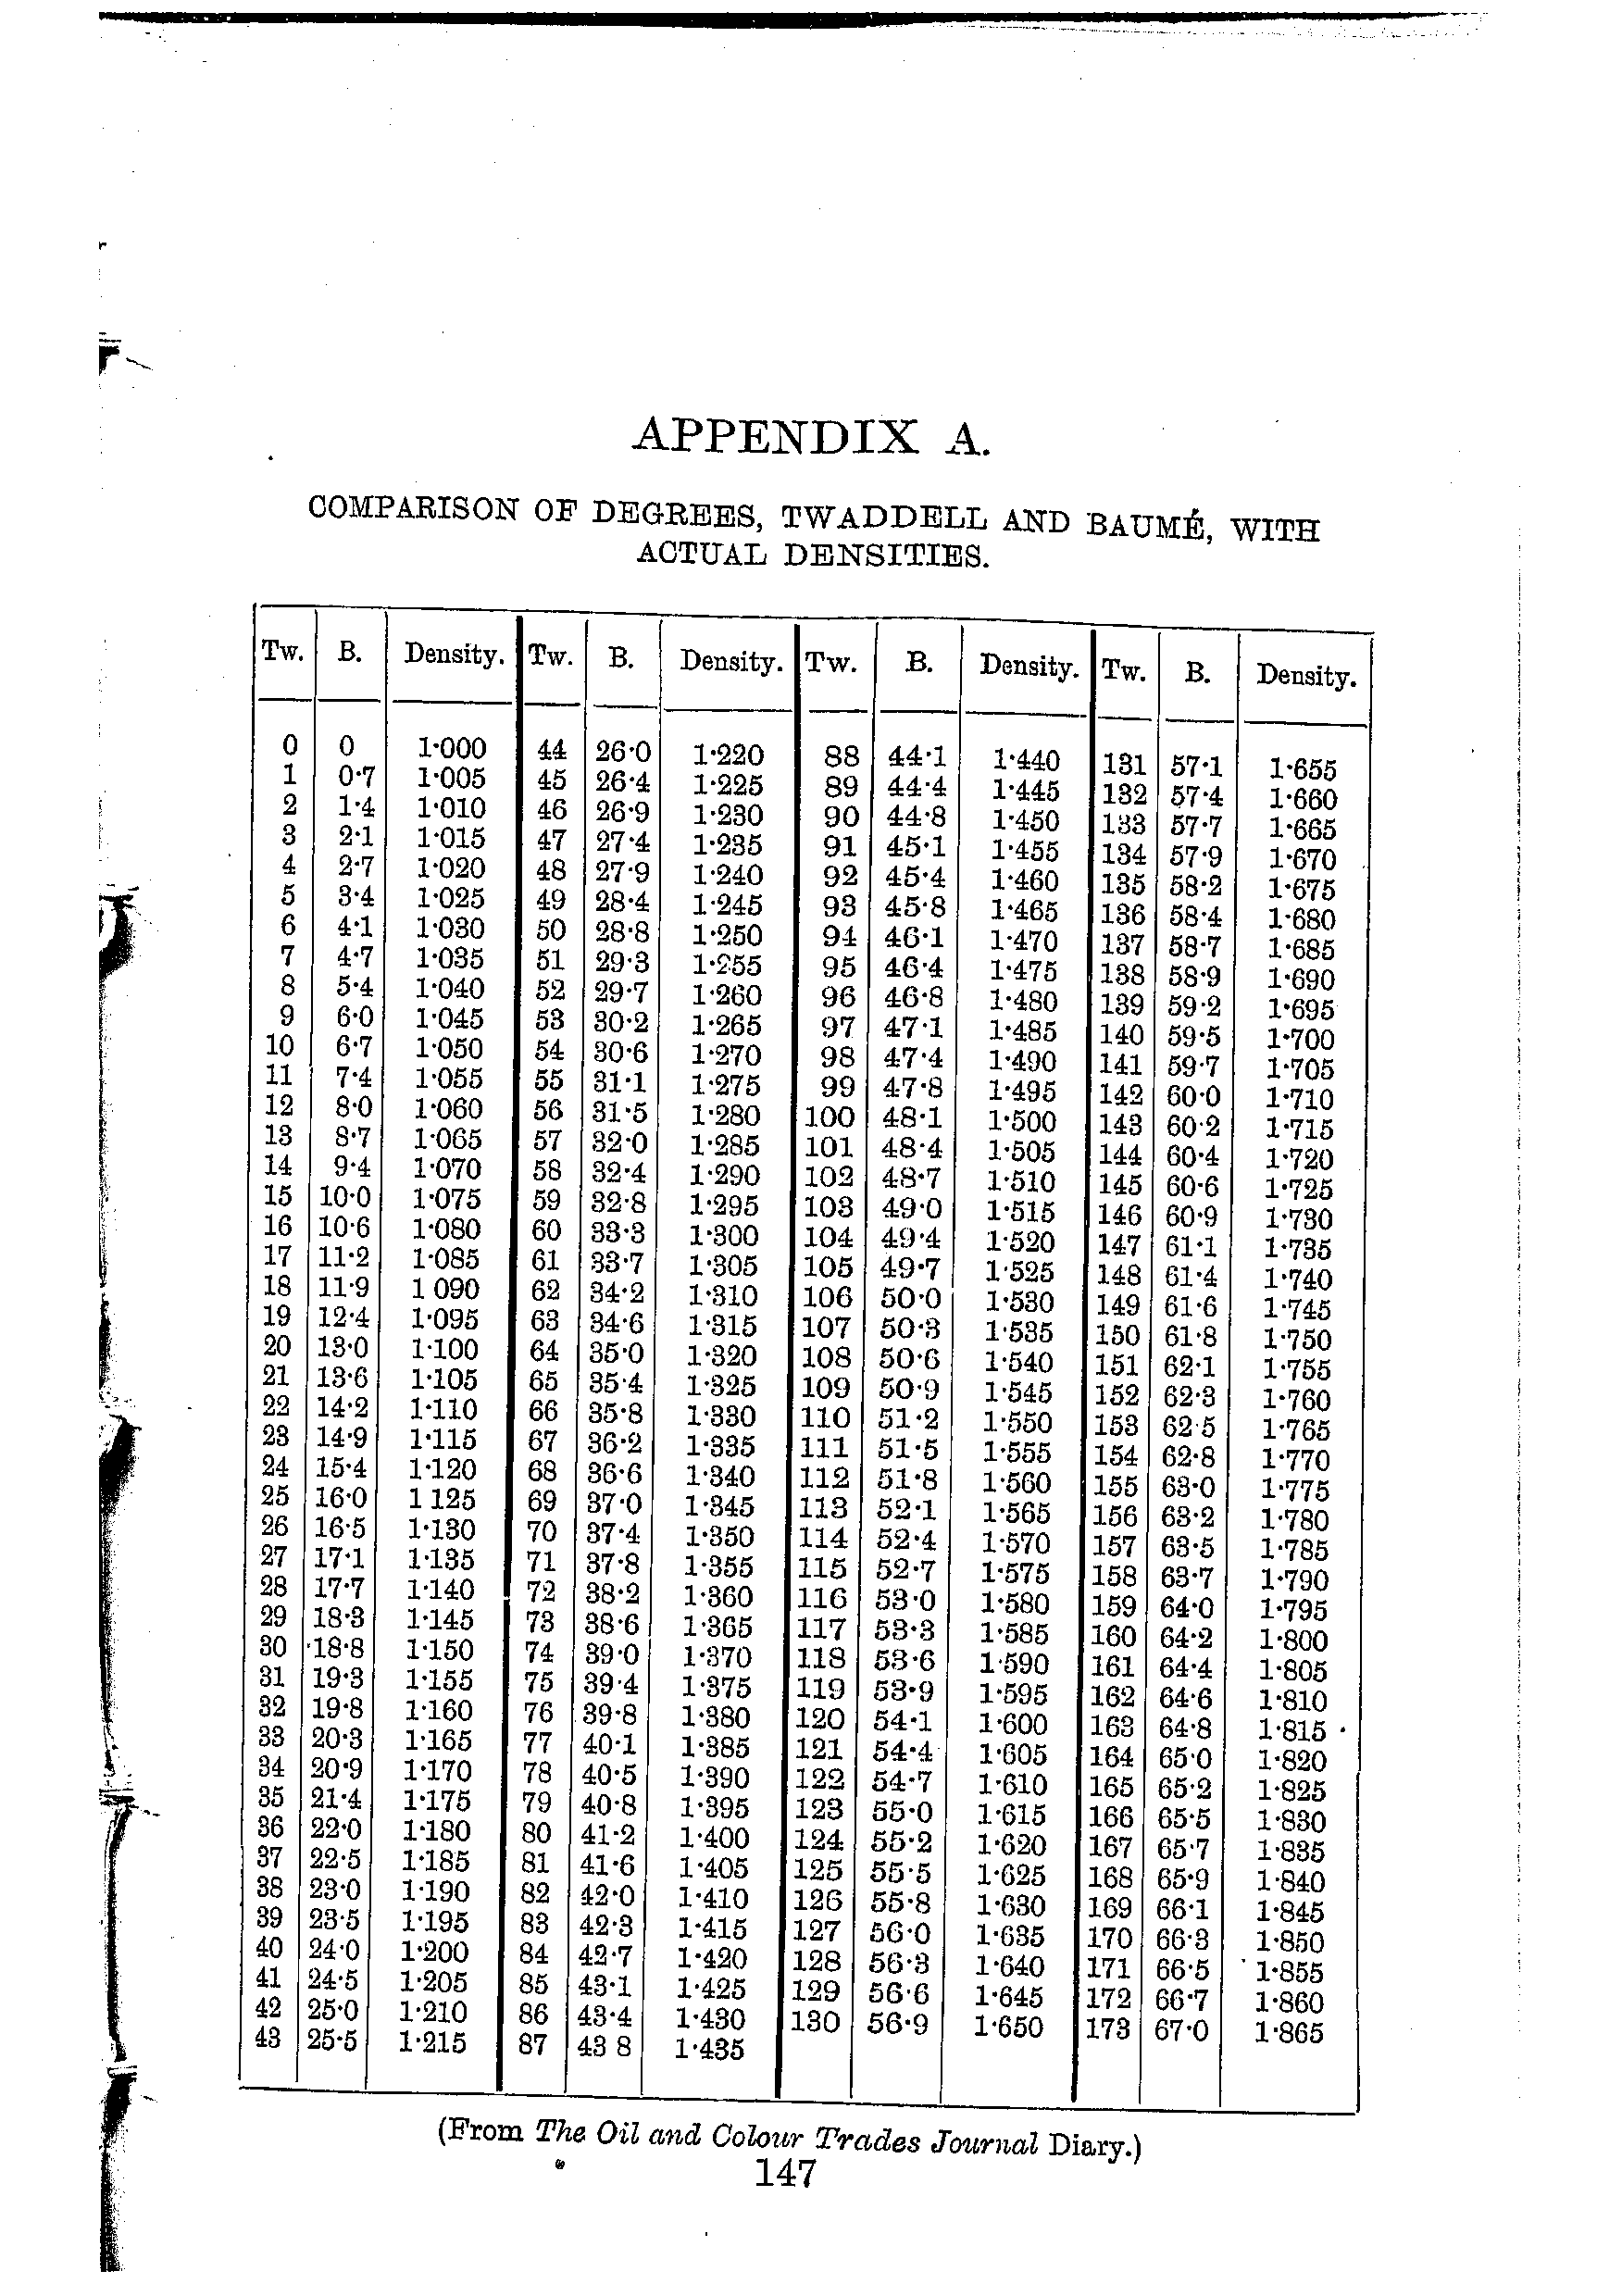 APPENDIX A.
COMPARISON OF DEGREES, TWADDELL AND BAUMÉ, WITH
ACTUAL DENSITIES.
Tw. B. Density. Tw. B. Density. Tw. B. Density. Tw. B. Density.
0 0 1·000 44 26·0 1·220 88 44·1 1·440 131 57·1 1·655
1 0·7 1·005 45 26·4 1·225 89 44·4 1·445 132 57·4 1·660
2 1·4 1·010 46 26·9 1·230 90 44·8 1·450 133 57·7 1·665
3 2·1 1·015 47 27·4 1·235 91 45·1 1·455 134 57·9 1·670
4 2·7 1·020 48 27·9 1·240 92 45·4 1·460 135 58·2 1·675
5 3·4 1·025 49 28·4 1·245 93 45·8 1·465 136 58·4 1·680
6 4·1 1·030 50 28·8 1·250 94 46·1 1·470 137 58·7 1·685
7 4·7 1·035 51 29·3 1·255 95 46·4 1·475 138 58·9 1·690
8 5·4 1·040 52 29·7 1·260 96 46·8 1·480 139 59·2 1·695
9 6·0 1·045 53 30·2 1·265 97 47·1 1·485 140 59·5 1·700
10 6·7 1·050 54 30·6 1·270 98 47·4 1·490 141 59·7 1·705
11 7·4 1·055 55 31·1 1·275 99 47·8 1·495 142 60·0 1·710
12 8·0 1·060 56 31·5 1·280 100 48·1 1·500 143 60·2 1·715
13 8·7 1·065 57 32·0 1·285 101 48·4 1·505 144 60·4 1·720
14 9·4 1·070 58 32·4 1·290 102 48·7 1·510 145 60·6 1·725
15 10·0 1·075 59 32·8 1·295 103 49·0 1·515 146 60·9 1·730
16 10·6 1·080 60 33·3 1·300 104 49·4 1·520 147 61·1 1·735
17 11·2 1·085 61 33·7 1·305 105 49·7 1·525 148 61·4 1·740
18 11·9 1 090 62 34·2 1·310 106 50·0 1·530 149 61·6 1·745
19 12·4 1·095 63 34·6 1·315 107 50·3 1·535 150 61·8 1·750
20 13·0 1·100 64 35·0 1·320 108 50·6 1·540 151 62·1 1·755
21 13·6 1·105 65 35·4 1·325 109 50·9 1·545 152 62·3 1·760
22 14·2 1·110 66 35·8 1·330 110 51·2 1·550 153 62·5 1·765
23 14·9 1·115 67 36·2 1·335 111 51·5 1·555 154 62·8 1·770
24 15·4 1·120 68 36·6 1·340 112 51·8 1·560 155 63·0 1·775
25 16·0 1 125 69 37·0 1·345 113 52·1 1·565 156 63·2 1·780
26 16·5 1·130 70 37·4 1·350 114 52·4 1·570 157 63·5 1·785
27 17·1 1·135 71 37·8 1·355 115 52·7 1·575 158 63·7 1·790
28 17·7 1·140 72 38·2 1·360 116 53·0 1·580 159 64·0 1·795
29 18·3 1·145 73 38·6 1·365 117 53·3 1·585 160 64·2 1·800
30 18·8 1·150 74 39·0 1·370 118 53·6 1·590 161 64·4 1·805
31 19·3 1·155 75 39·4 1·375 119 53·9 1·595 162 64·6 1·810
32 19·8 1·160 76 39·8 1·380 120 54·1 1·600 163 64·8 1·815
33 20·3 1·165 77 40·1 1·385 121 54·4 1·605 164 65·0 1·820
34 20·9 1·170 78 40·5 1·390 122 54·7 1·610 165 65·2 1·825
35 21·4 1·175 79 40·8 1·395 123 55·0 1·615 166 65·5 1·830
36 22·0 1·180 80 41·2 1·400 124 55·2 1·620 167 65·7 1·835
37 22·5 1·185 81 41·6 1·405 125 55·5 1·625 168 65·9 1·840
38 23·0 1·190 82 42·0 1·410 126 55·8 1·630 169 66·1 1·845
39 23·5 1·195 83 42·3 1·415 127 56·0 1·635 170 66·3 1·850
40 24·0 1·200 84 42·7 1·420 128 56·3 1·640 171 66·5 1·855
41 24·5 1·205 85 43·1 1·425 129 56·6 1·645 172 66·7 1·860
42 25·0 1·210 86 43·4 1·430 130 56·9 1·650 173 67·0 1·865
43 25·5 1·215 87 43 8 1·435
(From The Oil and Colour Trades Journal Diary.)
147